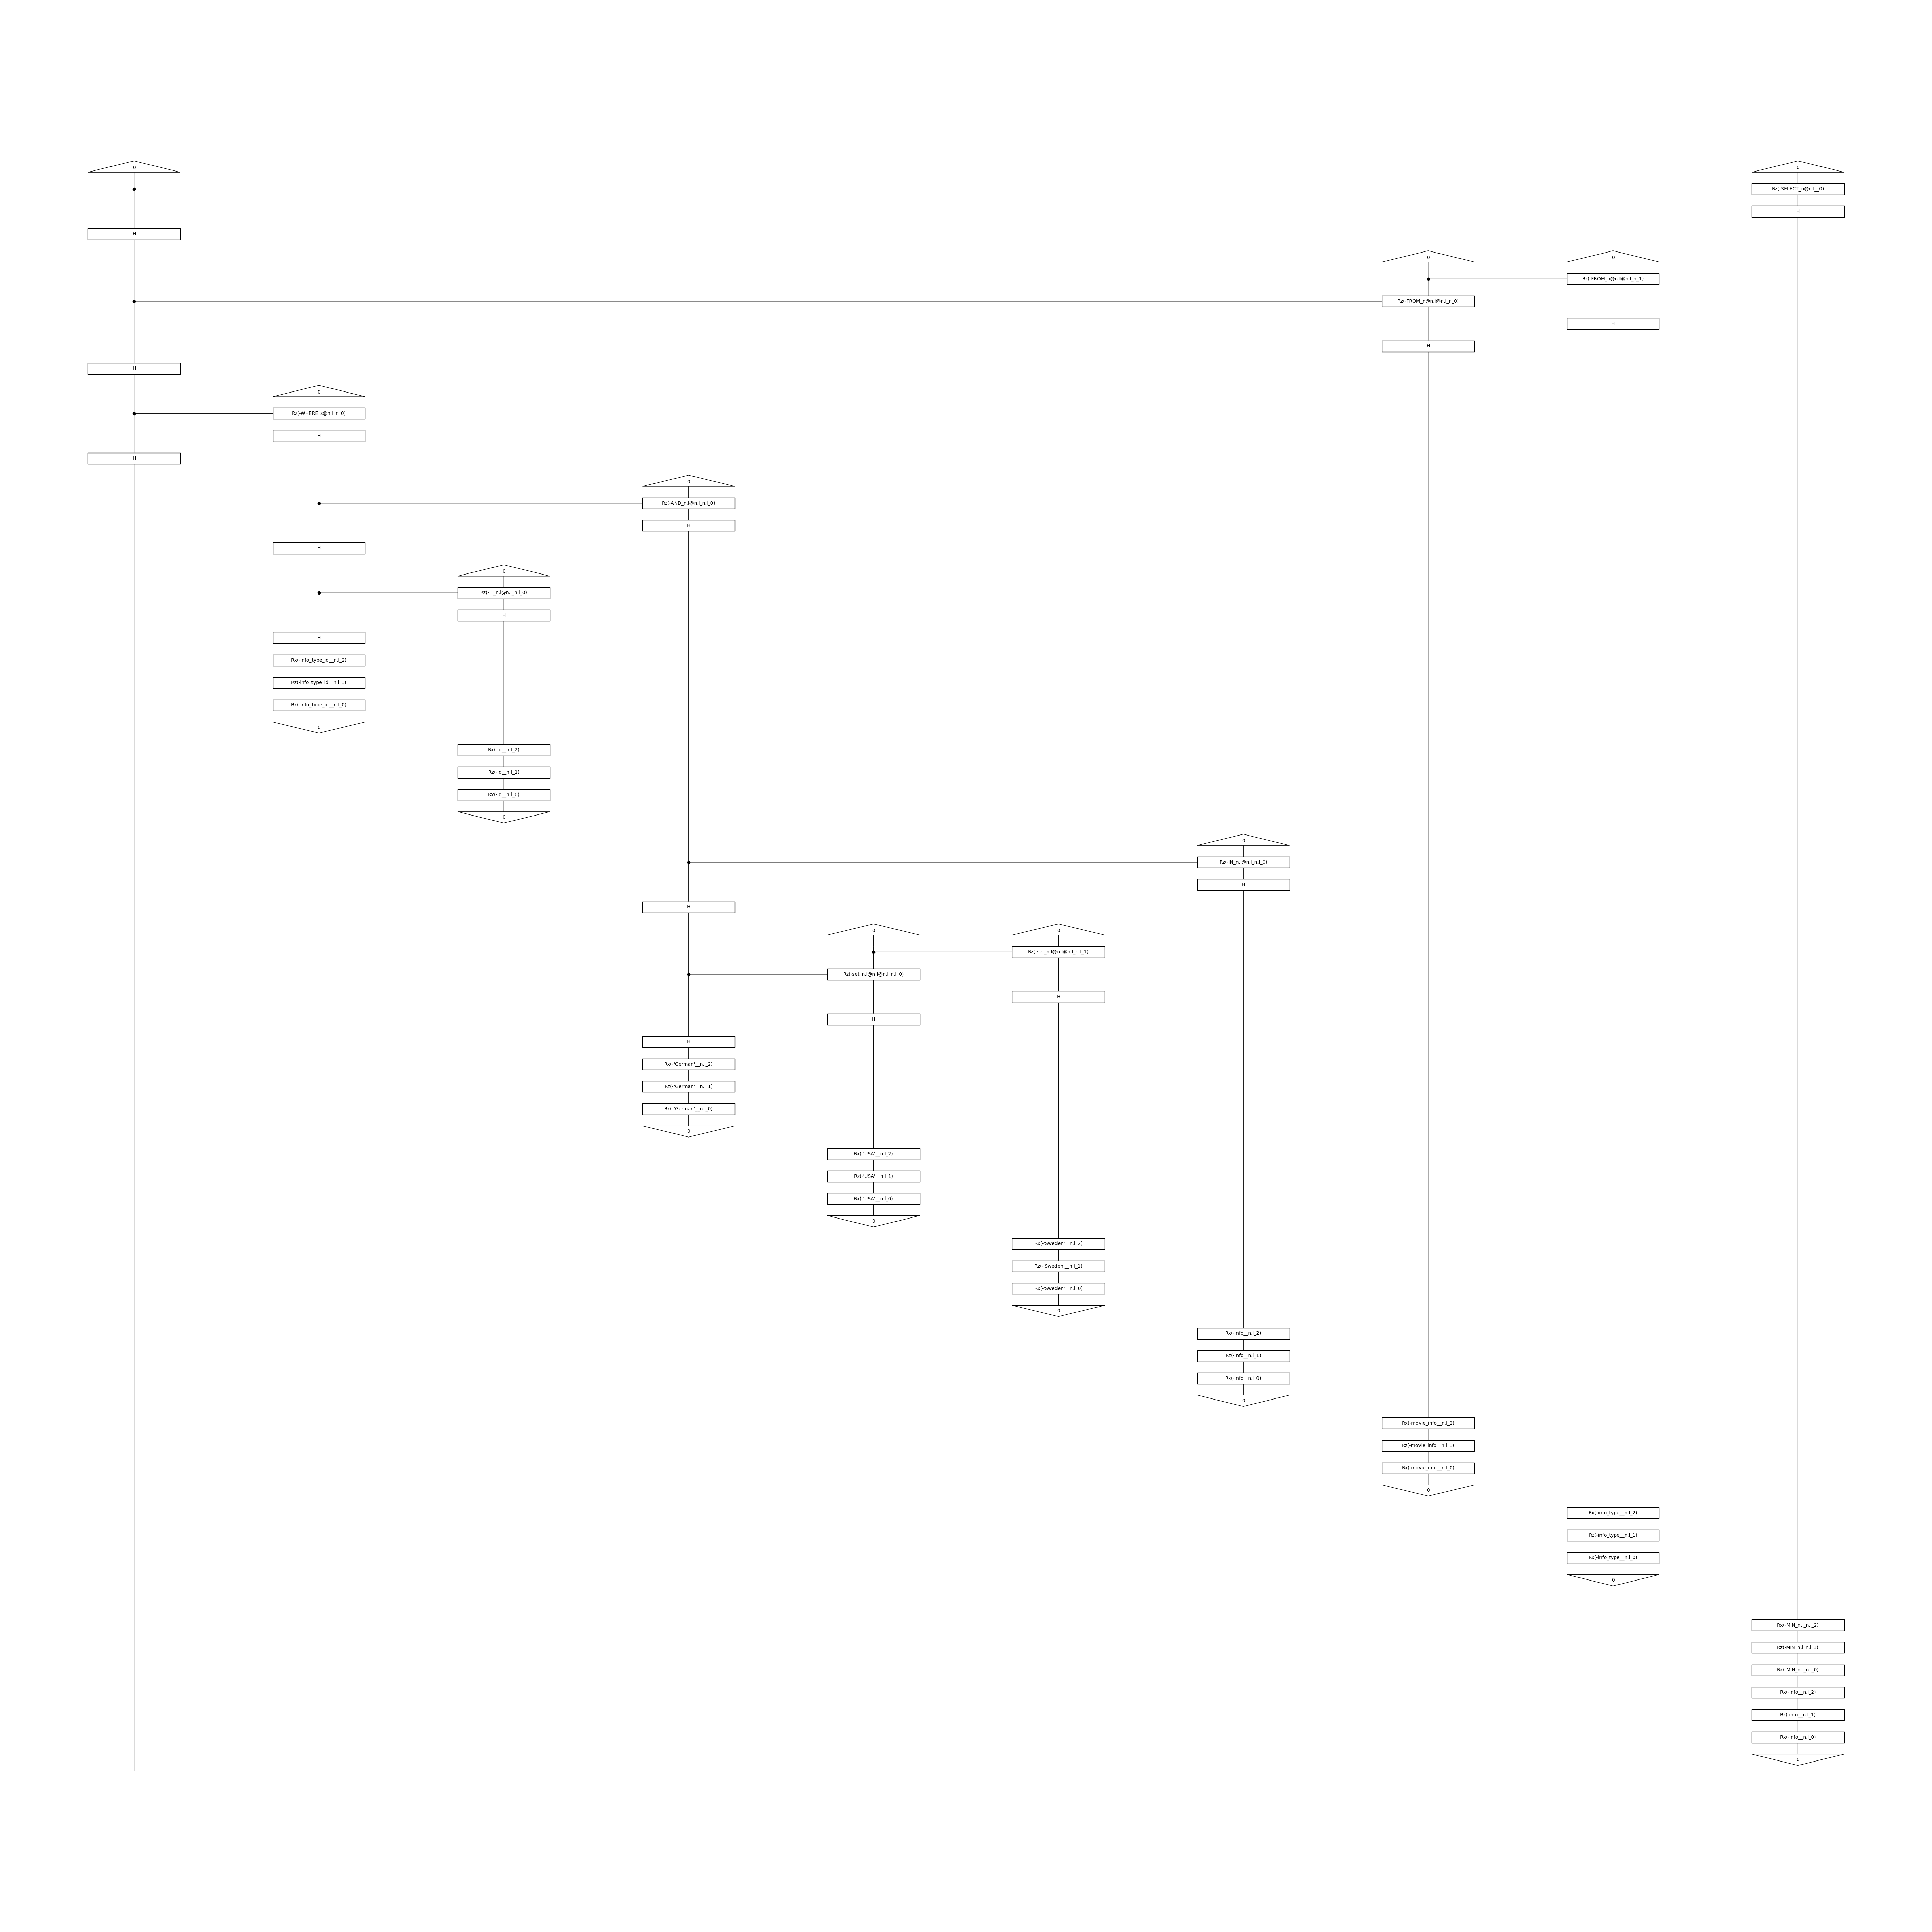 0 0
Rz(-SELECT_n@n.l__0)
H
H
0 0
Rz(-FROM_n@n.l@n.l_n_1)
Rz(-FROM_n@n.l@n.l_n_0)
H
H
H
0
Rz(-WHERE_s@n.l_n_0)
H
H
0
Rz(-AND_n.l@n.l_n.l_0)
H
H
0
Rz(-=_n.l@n.l_n.l_0)
H
H
Rx(-info_type_id__n.l_2)
Rz(-info_type_id__n.l_1)
Rx(-info_type_id__n.l_0)
0
Rx(-id__n.l_2)
Rz(-id__n.l_1)
Rx(-id__n.l_0)
0
0
Rz(-IN_n.l@n.l_n.l_0)
H
H
0 0
Rz(-set_n.l@n.l@n.l_n.l_1)
Rz(-set_n.l@n.l@n.l_n.l_0)
H
H
H
Rx(-'German'__n.l_2)
Rz(-'German'__n.l_1)
Rx(-'German'__n.l_0)
0
Rx(-'USA'__n.l_2)
Rz(-'USA'__n.l_1)
Rx(-'USA'__n.l_0)
0
Rx(-'Sweden'__n.l_2)
Rz(-'Sweden'__n.l_1)
Rx(-'Sweden'__n.l_0)
0
Rx(-info__n.l_2)
Rz(-info__n.l_1)
Rx(-info__n.l_0)
0
Rx(-movie_info__n.l_2)
Rz(-movie_info__n.l_1)
Rx(-movie_info__n.l_0)
0
Rx(-info_type__n.l_2)
Rz(-info_type__n.l_1)
Rx(-info_type__n.l_0)
0
Rx(-MIN_n.l_n.l_2)
Rz(-MIN_n.l_n.l_1)
Rx(-MIN_n.l_n.l_0)
Rx(-info__n.l_2)
Rz(-info__n.l_1)
Rx(-info__n.l_0)
0